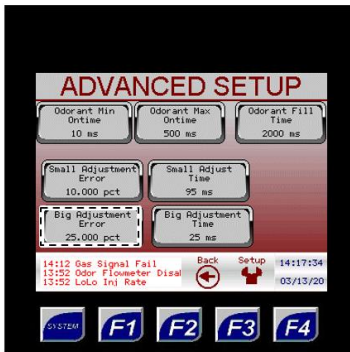 ADVANCED SETUP
Odorant Min
Ontime
10 ms
Odorant Max
Ontime
500 ms
Odorant Fill
Time
2000 ms
Small Adjustment
Error
10.000 pct
Small Adjust
Time
95 ms
Big Adjustment
Error
25.000 pct
Big Adjustment
Time
25 ms
14:12 Gas Signal Fail
13:52 Odor Flowmeter Disal
13:52 LoLo Inj Rate
Back
Setup
14:17:34
03/13/20
SYSTEM
F1
F2
F3
F4